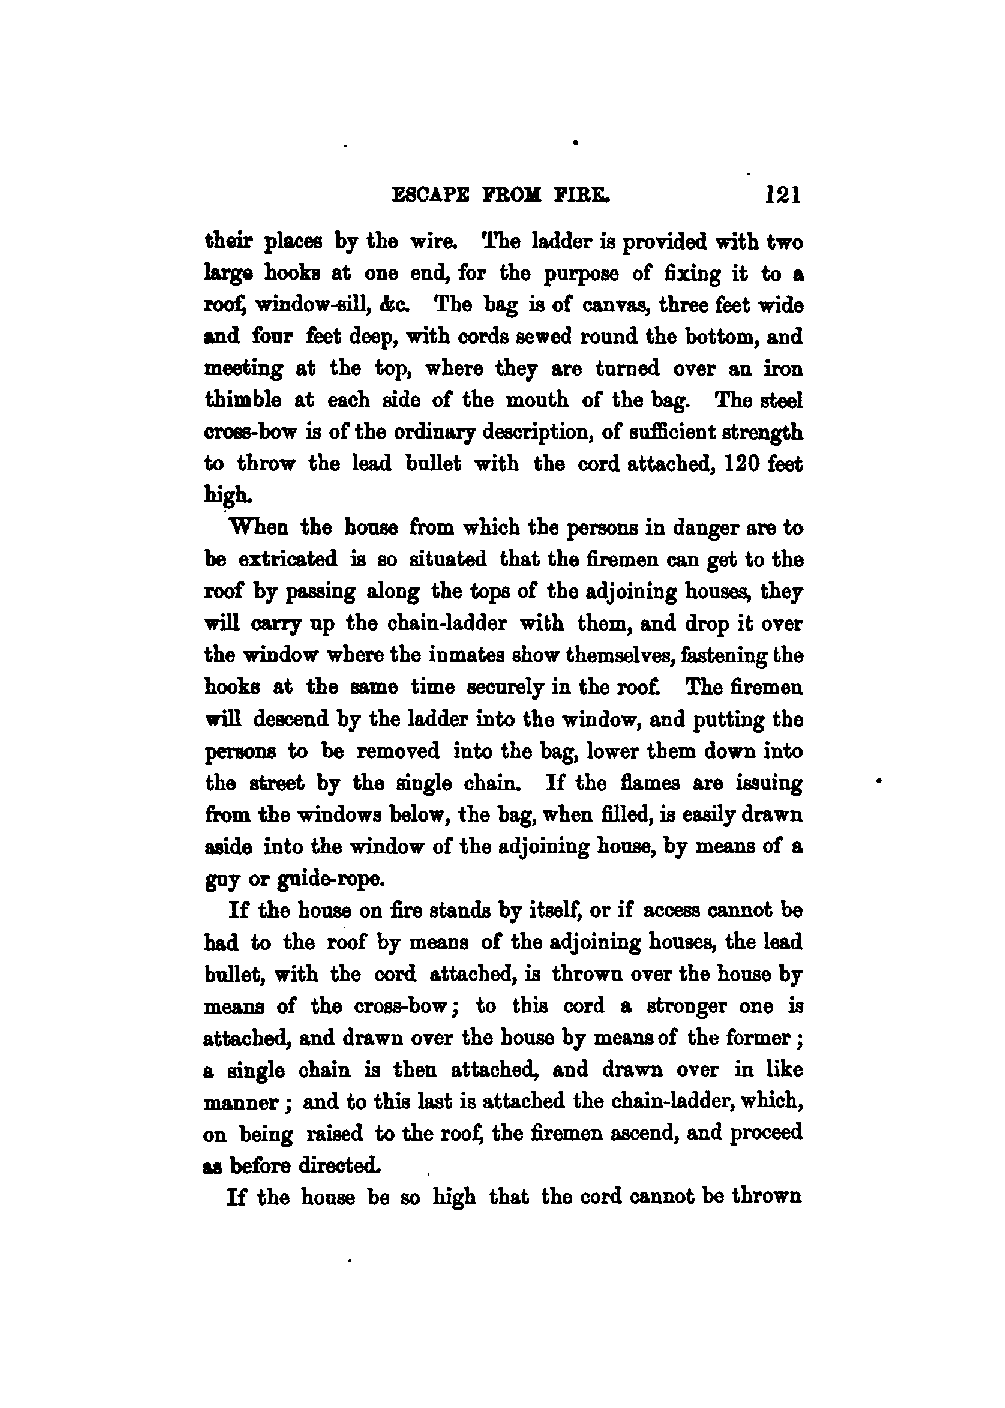 ESCAPE FROM FIRE. 121
their places by the wire. The ladder is provided with two
large hooks at one end, for the purpose of fixing it to a
roof, window-sill, &c. The bag is of canvas, three feet wide
and four feet deep, with cords sewed round the bottom, and
meeting at the top, where they are turned over an iron
thimble at each side of the mouth of the bag. The steel
cross-bow is of the ordinary description, of sufficient strength
to throw the lead bullet with the cord attached, 120 feet
high.
When the house from which the persons in danger are to
be extricated is so situated that the firemen can get to the
roof by passing along the tops of the adjoining houses, they
will carry up the chain-ladder with them, and drop it over
the window where the inmates show themselves, fastening the
hooks at the same time securely in the roof. The firemen
will descend by the ladder into the window, and putting the
persons to be removed into the bag, lower them down into
the street by the single chain. If the flames are issuing
from the windows below, the bag, when filled, is easily drawn
aside into the window of the adjoining house, by means of a
guy or guide-rope.
If the house on fire stands by itself, or if access cannot be
had to the roof by means of the adjoining houses, the lead
bullet, with the cord attached, is thrown over the house by
means of the cross-bow; to this cord a stronger one is
attached, and drawn over the house by means of the former;
a single chain is then attached, and drawn over in like
manner; and to this last is attached the chain-ladder, which,
on being raised to the roof, the firemen ascend, and proceed
as before directed.
If the house be so high that the cord cannot be thrown